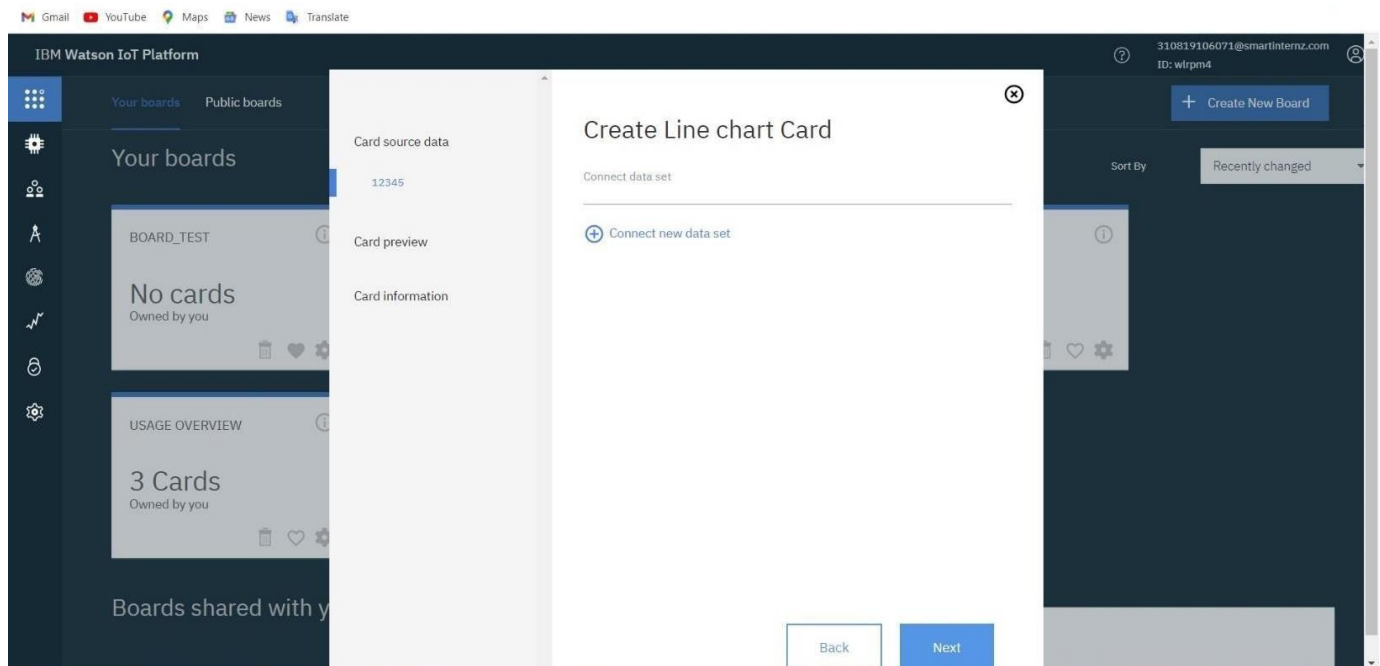 Gmail YouTube Maps News Translate
IBM Watson IoT Platform
310819106071@smartinternz.com
ID: wlrpm4
Your boards Public boards
Create New Board
Your boards
Sort By Recently changed
BOARD_TEST
No cards
Owned by you
USAGE OVERVIEW
3 Cards
Owned by you
Boards shared with y
Card source data
12345
Card preview
Card information
Create Line chart Card
Connect data set
Connect new data set
Back Next